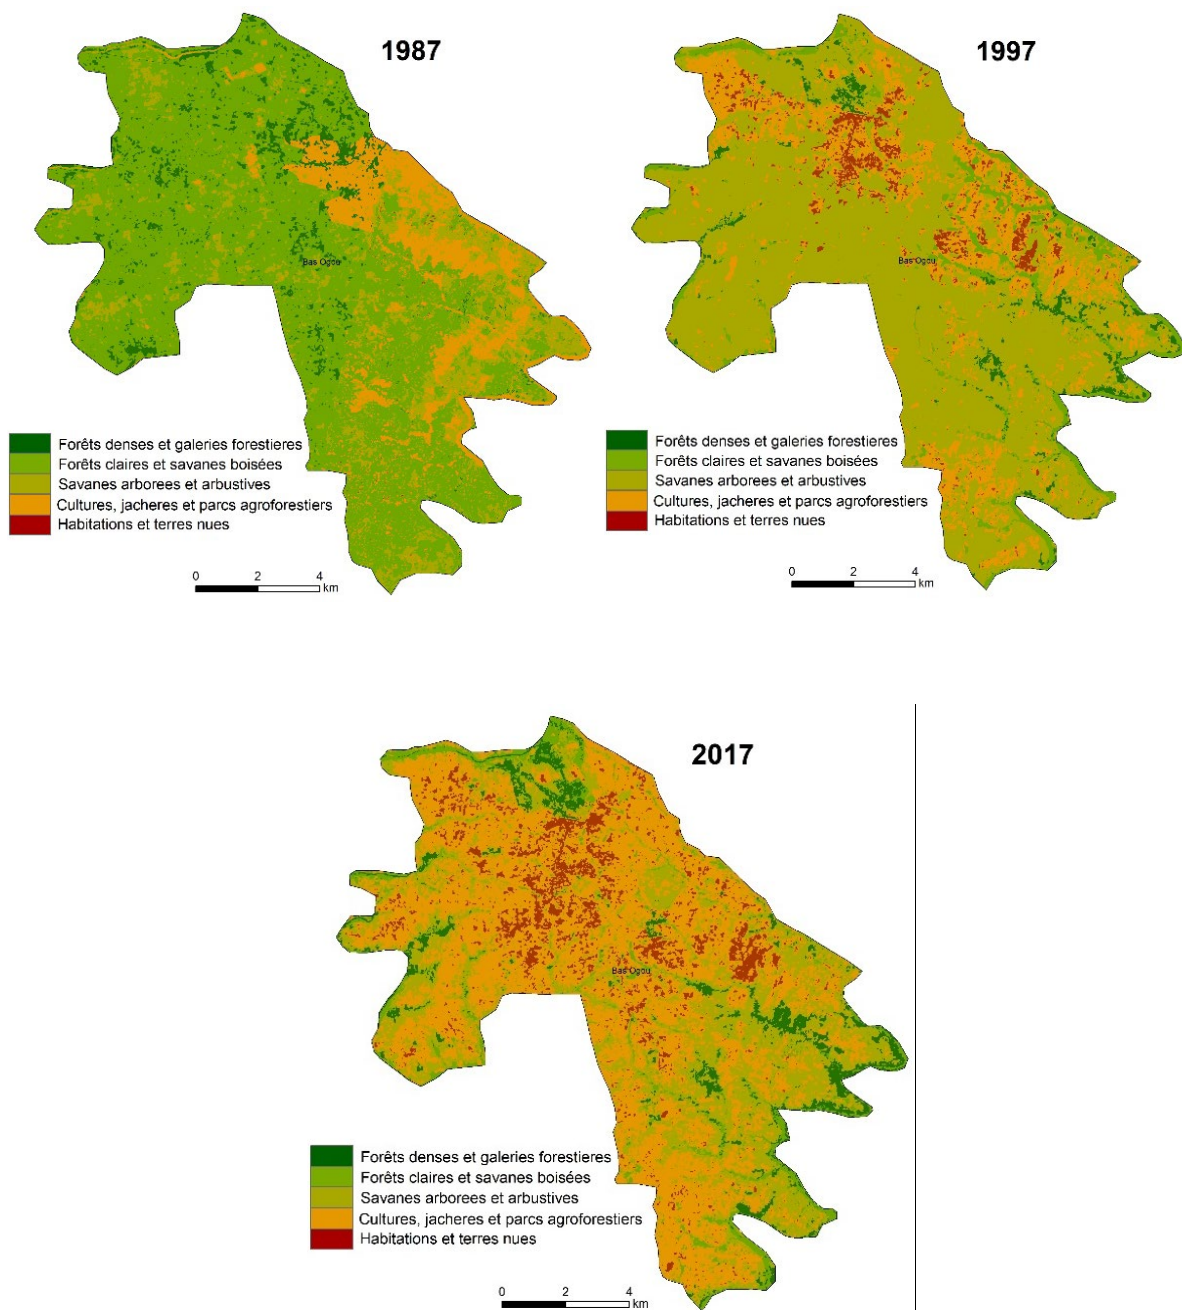 1987
Bas Ogou
Forêts denses et galeries forestieres
Forêts claires et savanes boisées
Savanes arborees et arbustives
Cultures, jacheres et parcs agroforestiers
Habitations et terres nues
0 2 4
km
1997
Bas Ogou
Forêts denses et galeries forestieres
Forêts claires et savanes boisées
Savanes arborees et arbustives
Cultures, jacheres et parcs agroforestiers
Habitations et terres nues
0 2 4
km
2017
Bas Ogou
Forêts denses et galeries forestieres
Forêts claires et savanes boisées
Savanes arborees et arbustives
Cultures, jacheres et parcs agroforestiers
Habitations et terres nues
0 2 4
km